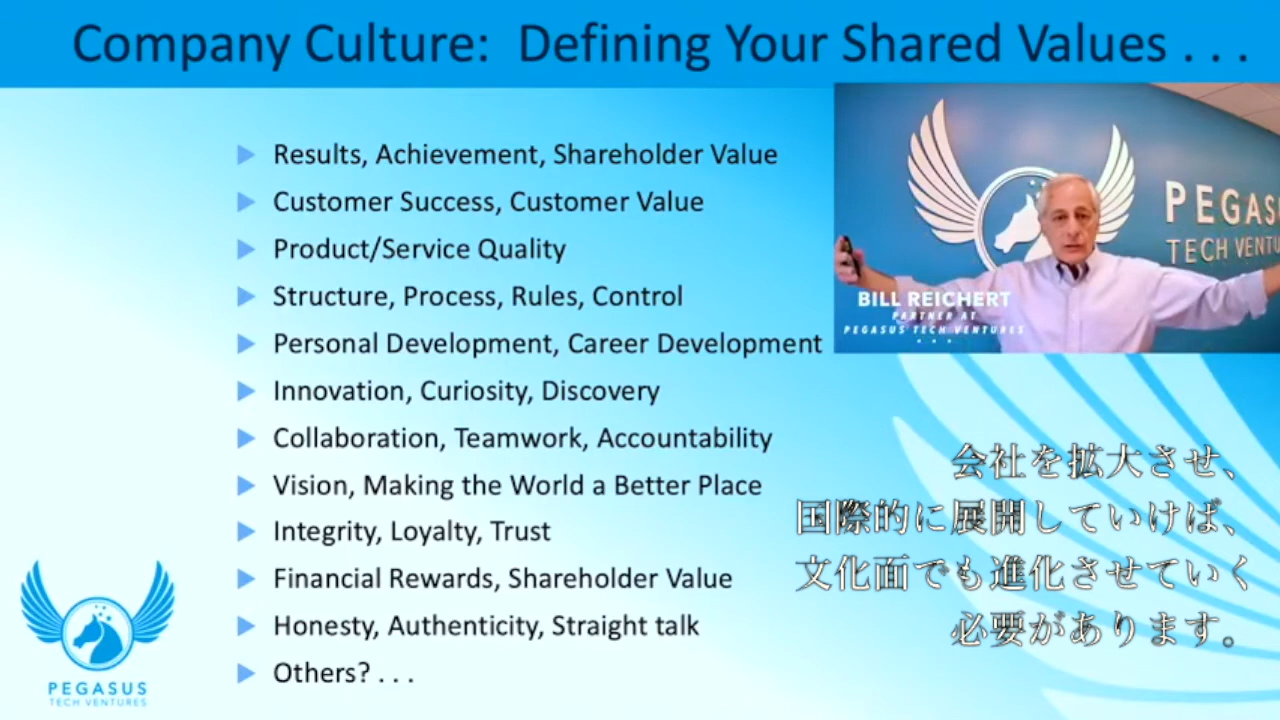 Company Culture: Defining Your Shared Values . . .
Results, Achievement, Shareholder Value
Customer Success, Customer Value
Product/Service Quality
Structure, Process, Rules, Control
Personal Development, Career Development
Innovation, Curiosity, Discovery
Collaboration, Teamwork, Accountability
Vision, Making the World a Better Place
Integrity, Loyalty, Trust
Financial Rewards, Shareholder Value
Honesty, Authenticity, Straight talk
Others? . . .
PEGASUS
TECH VENTURES
BILL REICHERT
PARTNER AT
PEGASUS TECH VENTURES
会社を拡大させ、
国際的に展開していけば、
文化面でも進化させていく
必要があります。
PEGASUS
TECH VENTURES